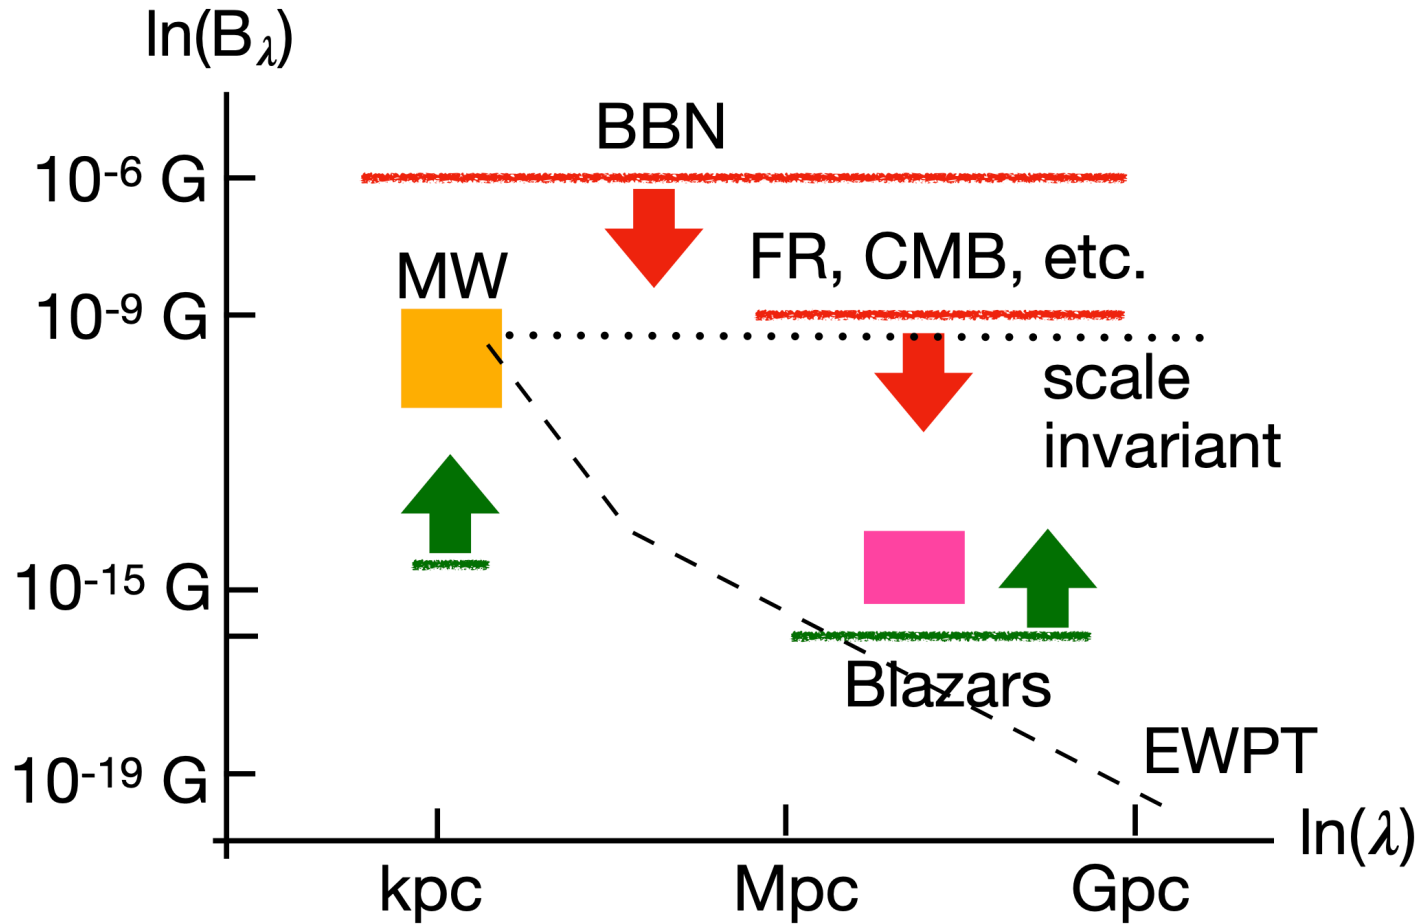 ln(B_λ)
BBN
10⁻⁶ G
FR, CMB, etc.
MW
10⁻⁹ G
scale
invariant
10⁻¹⁵ G
Blazars
EWPT
10⁻¹⁹ G
ln(λ)
kpc Mpc Gpc